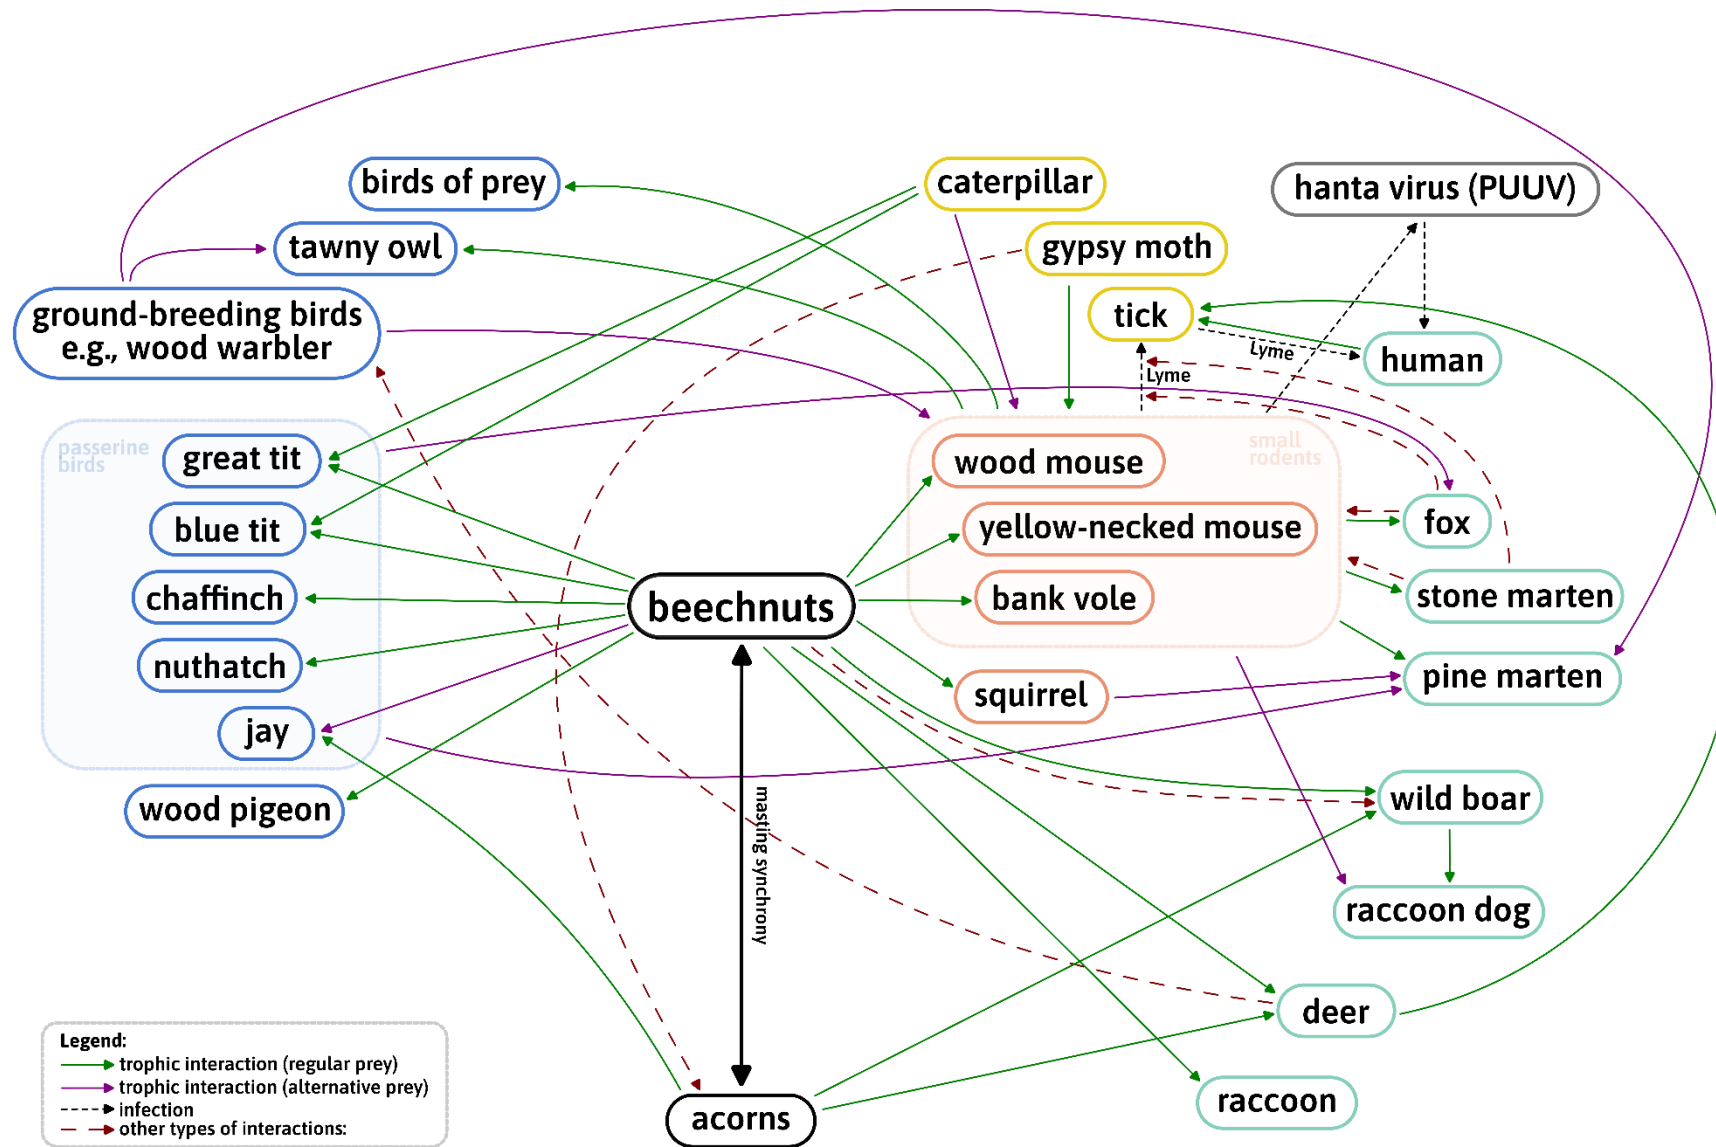 birds of prey
caterpillar
hanta virus (PUUV)
tawny owl
gypsy moth
ground-breeding birds
e.g., wood warbler
tick
human
Lyme
Lyme
passerine
birds
great tit
blue tit
chaffinch
nuthatch
jay
wood pigeon
beechnuts
small
rodents
wood mouse
yellow-necked mouse
bank vole
squirrel
fox
stone marten
pine marten
wild boar
raccoon dog
deer
raccoon
masting synchrony
acorns
Legend:
trophic interaction (regular prey)
trophic interaction (alternative prey)
infection
other types of interactions: